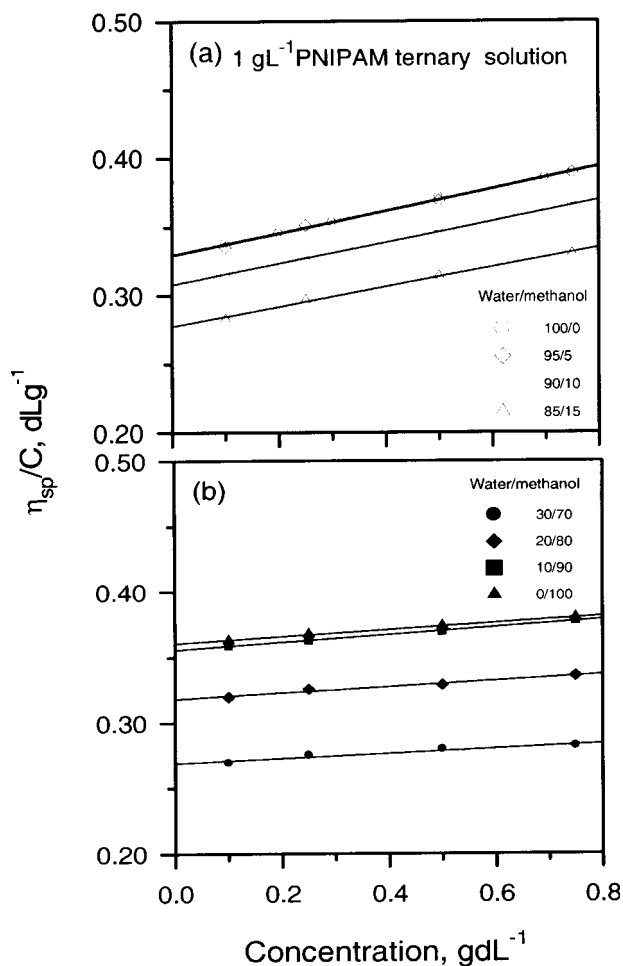 0.50
(a) 1 gL⁻¹PNIPAM ternary solution
0.40
0.30
Water/methanol
100/0
95/5
90/10
85/15
0.20
ηsp/C, dLg⁻¹
0.50
(b)
Water/methanol
30/70
20/80
10/90
0/100
0.40
0.30
0.20
0.0 0.2 0.4 0.6 0.8
Concentration, gdL⁻¹